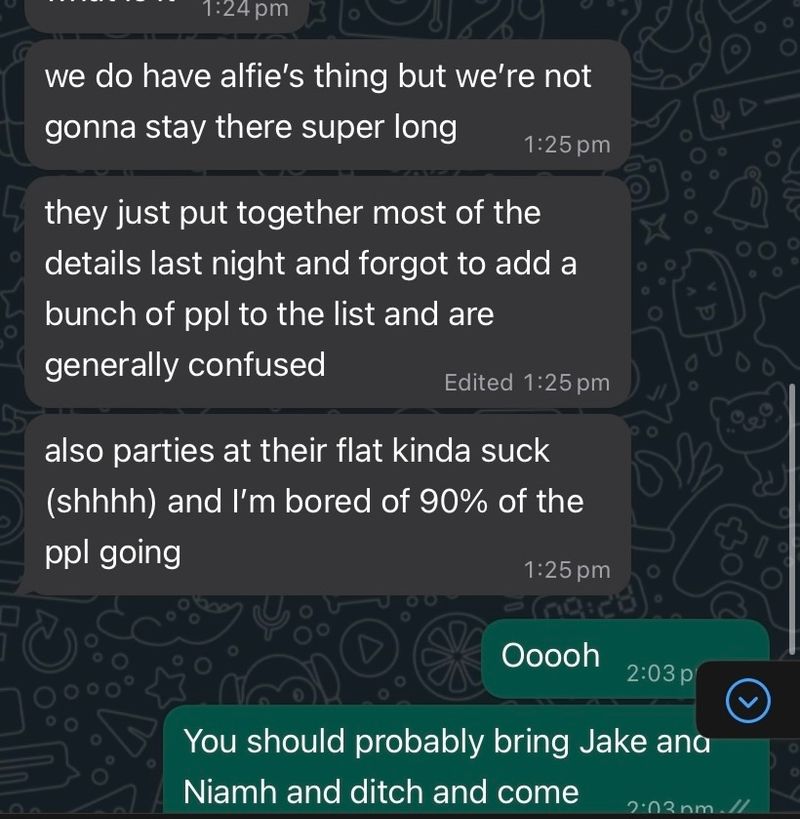 1:24 pm
we do have alfie's thing but we're not
gonna stay there super long
1:25 pm
they just put together most of the
details last night and forgot to add a
bunch of ppl to the list and are
generally confused
Edited 1:25 pm
also parties at their flat kinda suck
(shhhh) and I'm bored of 90% of the
ppl going
1:25 pm
Ooooh
2:03
You should probably bring Jake and
Niamh and ditch and come
2:03 pm